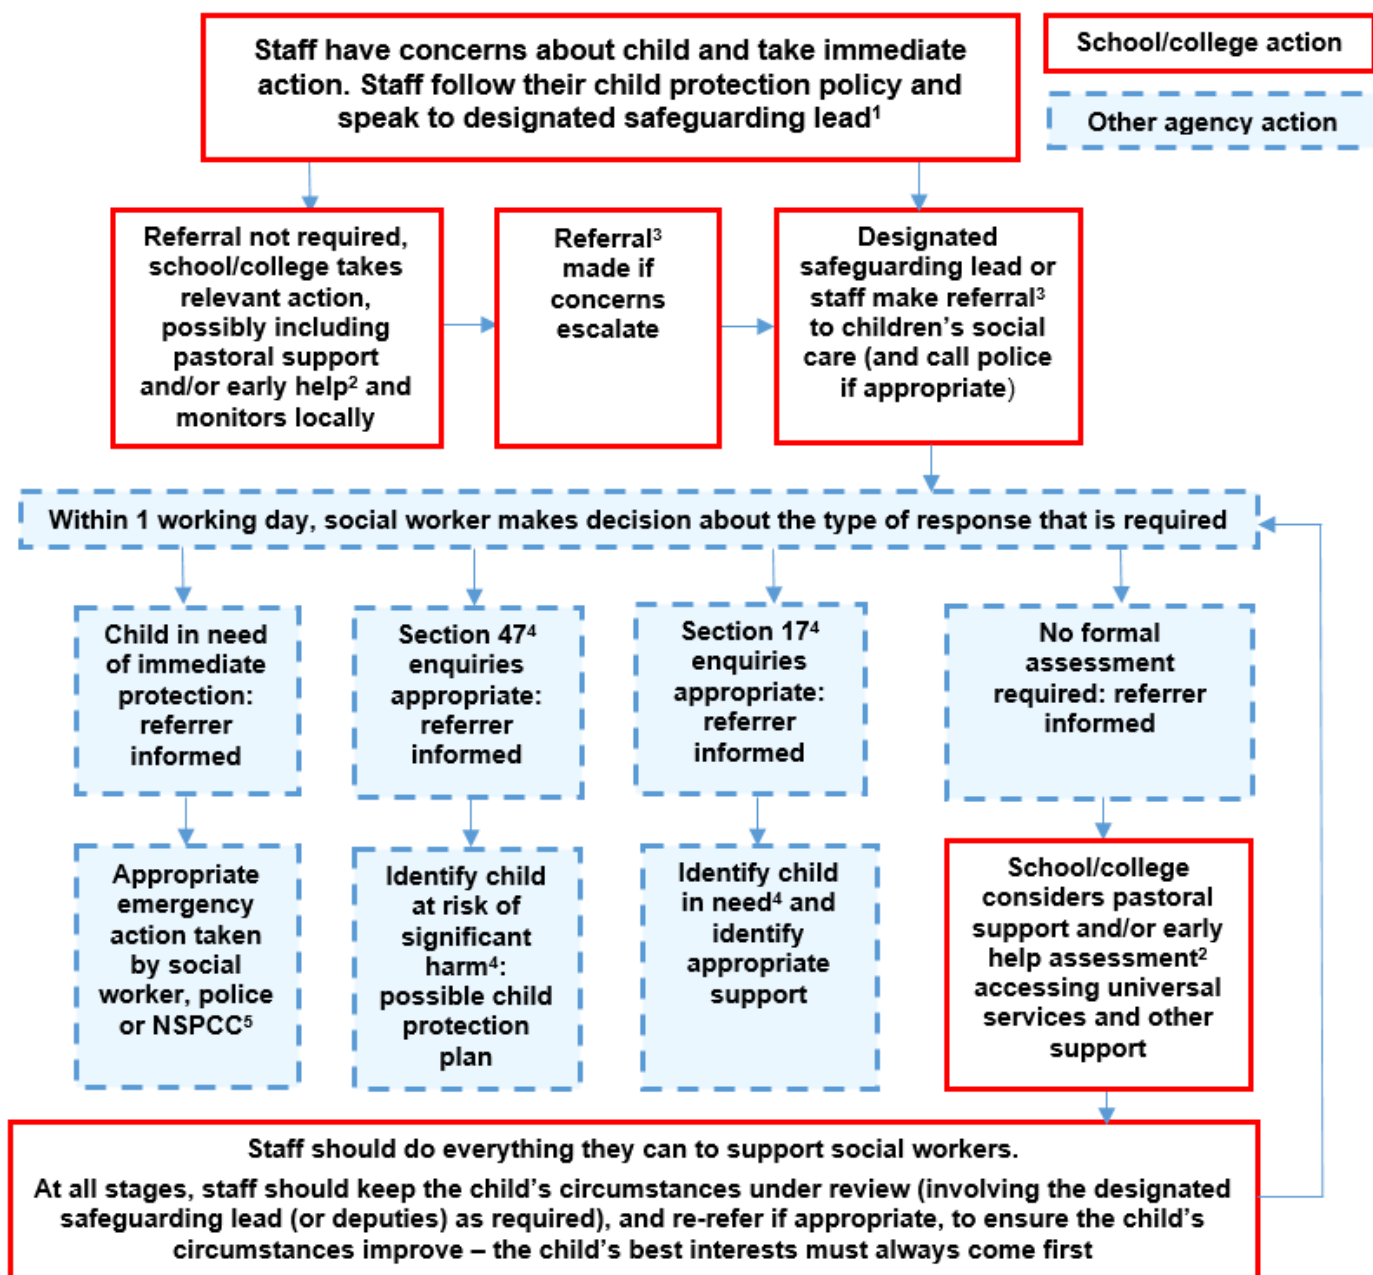 Staff have concerns about child and take immediate
action. Staff follow their child protection policy and
speak to designated safeguarding lead¹
School/college action
Other agency action
Referral not required,
school/college takes
relevant action,
possibly including
pastoral support
and/or early help² and
monitors locally
Referral³
made if
concerns
escalate
Designated
safeguarding lead or
staff make referral³
to children’s social
care (and call police
if appropriate)
Within 1 working day, social worker makes decision about the type of response that is required
Child in need
of immediate
protection:
referrer
informed
Section 47⁴
enquiries
appropriate:
referrer
informed
Section 17⁴
enquiries
appropriate:
referrer
informed
No formal
assessment
required: referrer
informed
Appropriate
emergency
action taken
by social
worker, police
or NSPCC⁵
Identify child
at risk of
significant
harm⁴:
possible child
protection
plan
Identify child
in need⁴ and
identify
appropriate
support
School/college
considers pastoral
support and/or early
help assessment²
accessing universal
services and other
support
Staff should do everything they can to support social workers.
At all stages, staff should keep the child’s circumstances under review (involving the designated
safeguarding lead (or deputies) as required), and re-refer if appropriate, to ensure the child’s
circumstances improve – the child’s best interests must always come first